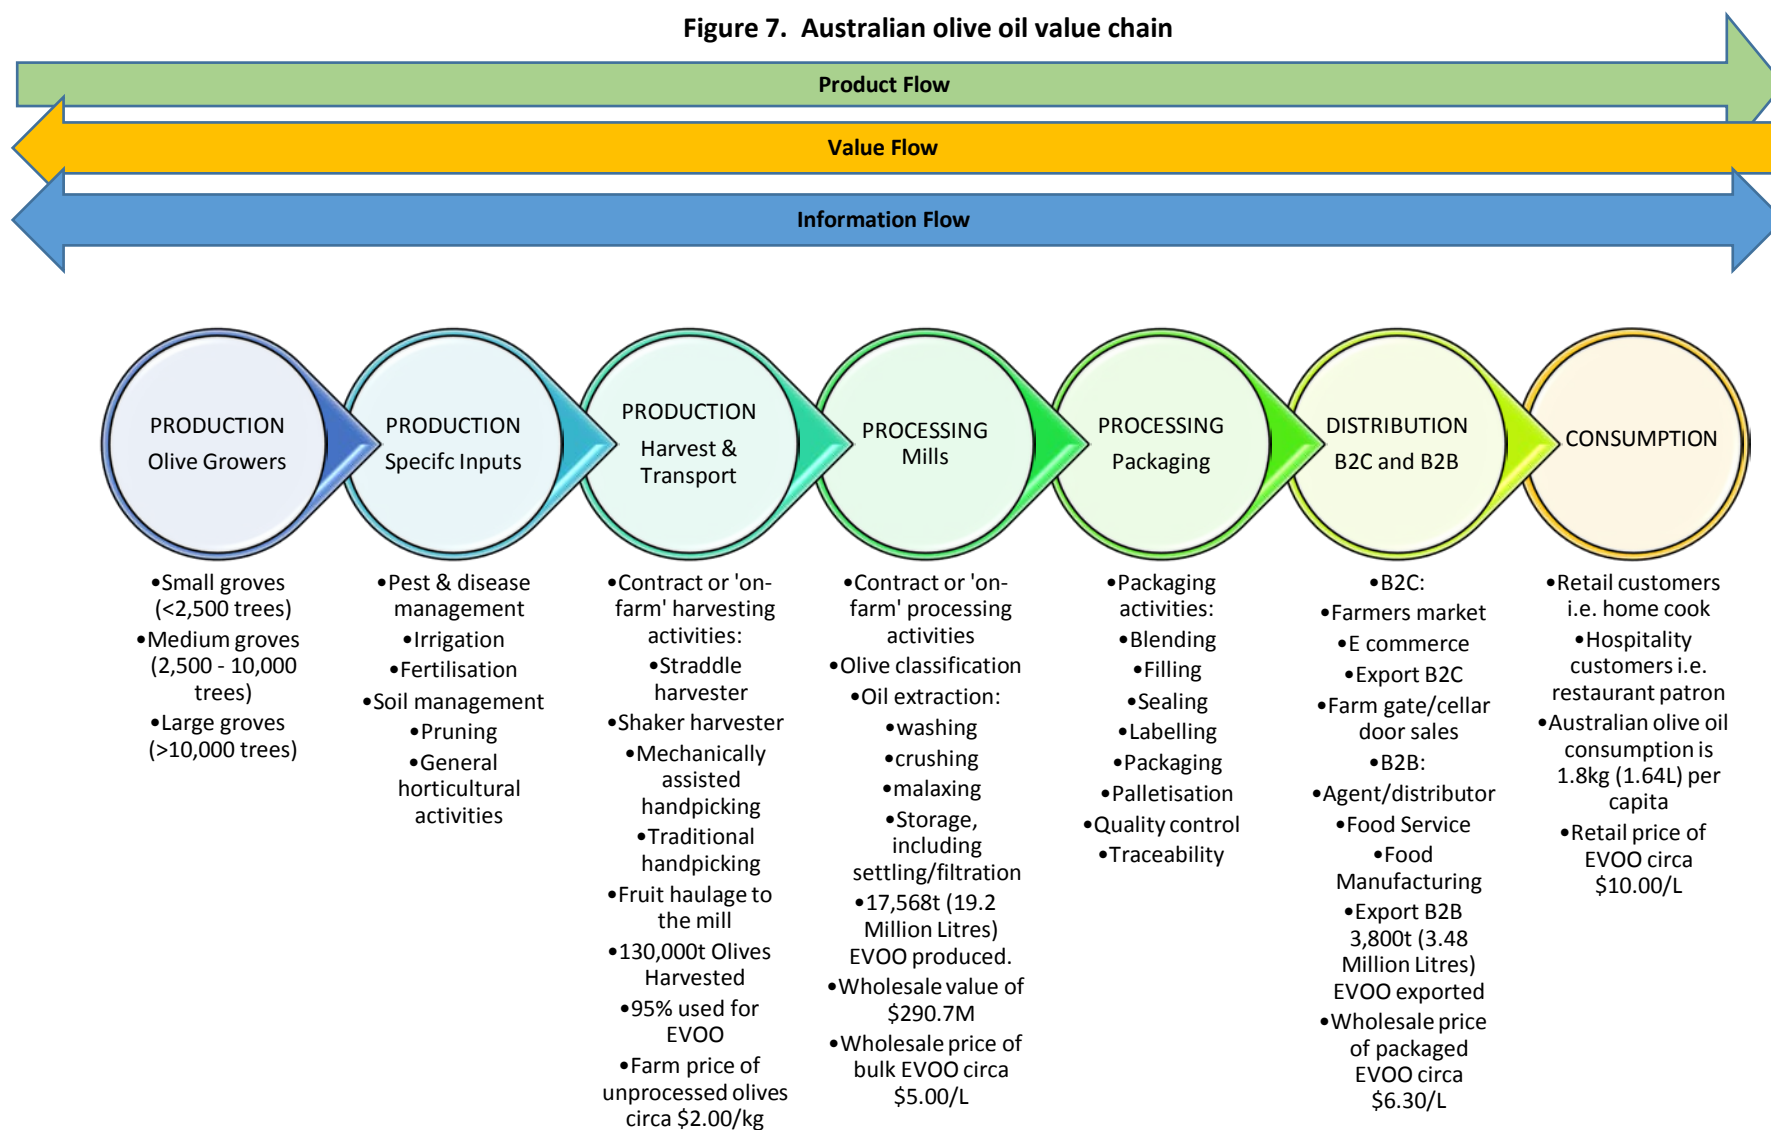 Figure 7.  Australian olive oil value chain
Product Flow
Value Flow
Information Flow
PRODUCTION
Olive Growers
•Small groves
(<2,500 trees)
•Medium groves
(2,500 - 10,000
trees)
•Large groves
(>10,000 trees)
PRODUCTION
Specifc Inputs
•Pest & disease
management
•Irrigation
•Fertilisation
•Soil management
•Pruning
•General
horticultural
activities
PRODUCTION
Harvest &
Transport
•Contract or 'on-
farm' harvesting
activities:
•Straddle
harvester
•Shaker harvester
•Mechanically
assisted
handpicking
•Traditional
handpicking
•Fruit haulage to
the mill
•130,000t Olives
Harvested
•95% used for
EVOO
•Farm price of
unprocessed olives
circa $2.00/kg
PROCESSING
Mills
•Contract or 'on-
farm' processing
activities
•Olive classification
•Oil extraction:
•washing
•crushing
•malaxing
•Storage,
including
settling/filtration
•17,568t (19.2
Million Litres)
EVOO produced.
•Wholesale value of
$290.7M
•Wholesale price of
bulk EVOO circa
$5.00/L
PROCESSING
Packaging
•Packaging
activities:
•Blending
•Filling
•Sealing
•Labelling
•Packaging
•Palletisation
•Quality control
•Traceability
DISTRIBUTION
B2C and B2B
•B2C:
•Farmers market
•E commerce
•Export B2C
•Farm gate/cellar
door sales
•B2B:
•Agent/distributor
•Food Service
•Food
Manufacturing
•Export B2B
3,800t (3.48
Million Litres)
EVOO exported
•Wholesale price
of packaged
EVOO circa
$6.30/L
CONSUMPTION
•Retail customers
i.e. home cook
•Hospitality
customers i.e.
restaurant patron
•Australian olive oil
consumption is
1.8kg (1.64L) per
capita
•Retail price of
EVOO circa
$10.00/L